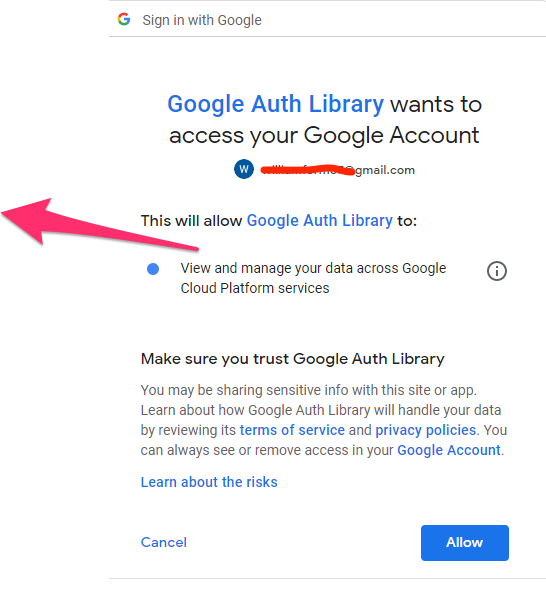 Sign in with Google
Google Auth Library wants to
access your Google Account
W
@gmail.com
This will allow Google Auth Library to:
View and manage your data across Google
Cloud Platform services
Make sure you trust Google Auth Library
You may be sharing sensitive info with this site or app.
Learn about how Google Auth Library will handle your data
by reviewing its terms of service and privacy policies. You
can always see or remove access in your Google Account.
Learn about the risks
Cancel
Allow